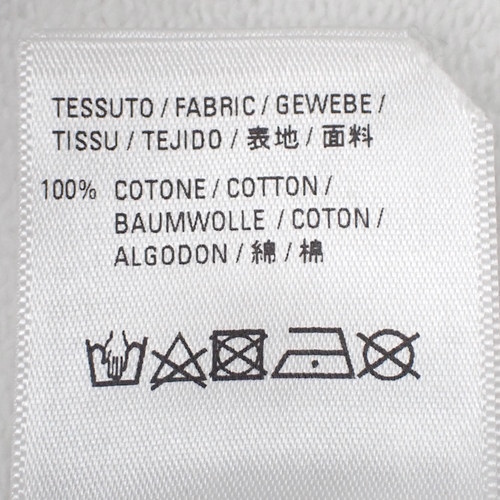 TESSUTO / FABRIC / GEWEBE /
TISSU / TEJIDO / 表地 / 面料
100% COTONE / COTTON /
BAUMWOLLE / COTON /
ALGODON / 綿 / 棉